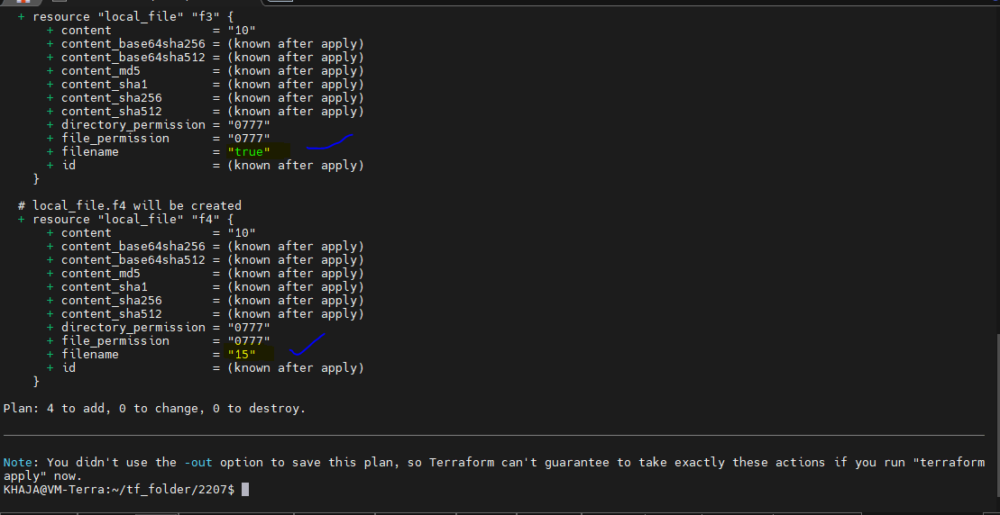 + resource "local_file" "f3" {
+ content = "10"
+ content_base64sha256 = (known after apply)
+ content_base64sha512 = (known after apply)
+ content_md5 = (known after apply)
+ content_sha1 = (known after apply)
+ content_sha256 = (known after apply)
+ content_sha512 = (known after apply)
+ directory_permission = "0777"
+ file_permission = "0777"
+ filename = "true"
+ id = (known after apply)
}
# local_file.f4 will be created
+ resource "local_file" "f4" {
+ content = "10"
+ content_base64sha256 = (known after apply)
+ content_base64sha512 = (known after apply)
+ content_md5 = (known after apply)
+ content_sha1 = (known after apply)
+ content_sha256 = (known after apply)
+ content_sha512 = (known after apply)
+ directory_permission = "0777"
+ file_permission = "0777"
+ filename = "15"
+ id = (known after apply)
}
Plan: 4 to add, 0 to change, 0 to destroy.
Note: You didn't use the -out option to save this plan, so Terraform can't guarantee to take exactly these actions if you run "terraform
apply" now.
KHAJA@VM-Terra:~/tf_folder/2207$